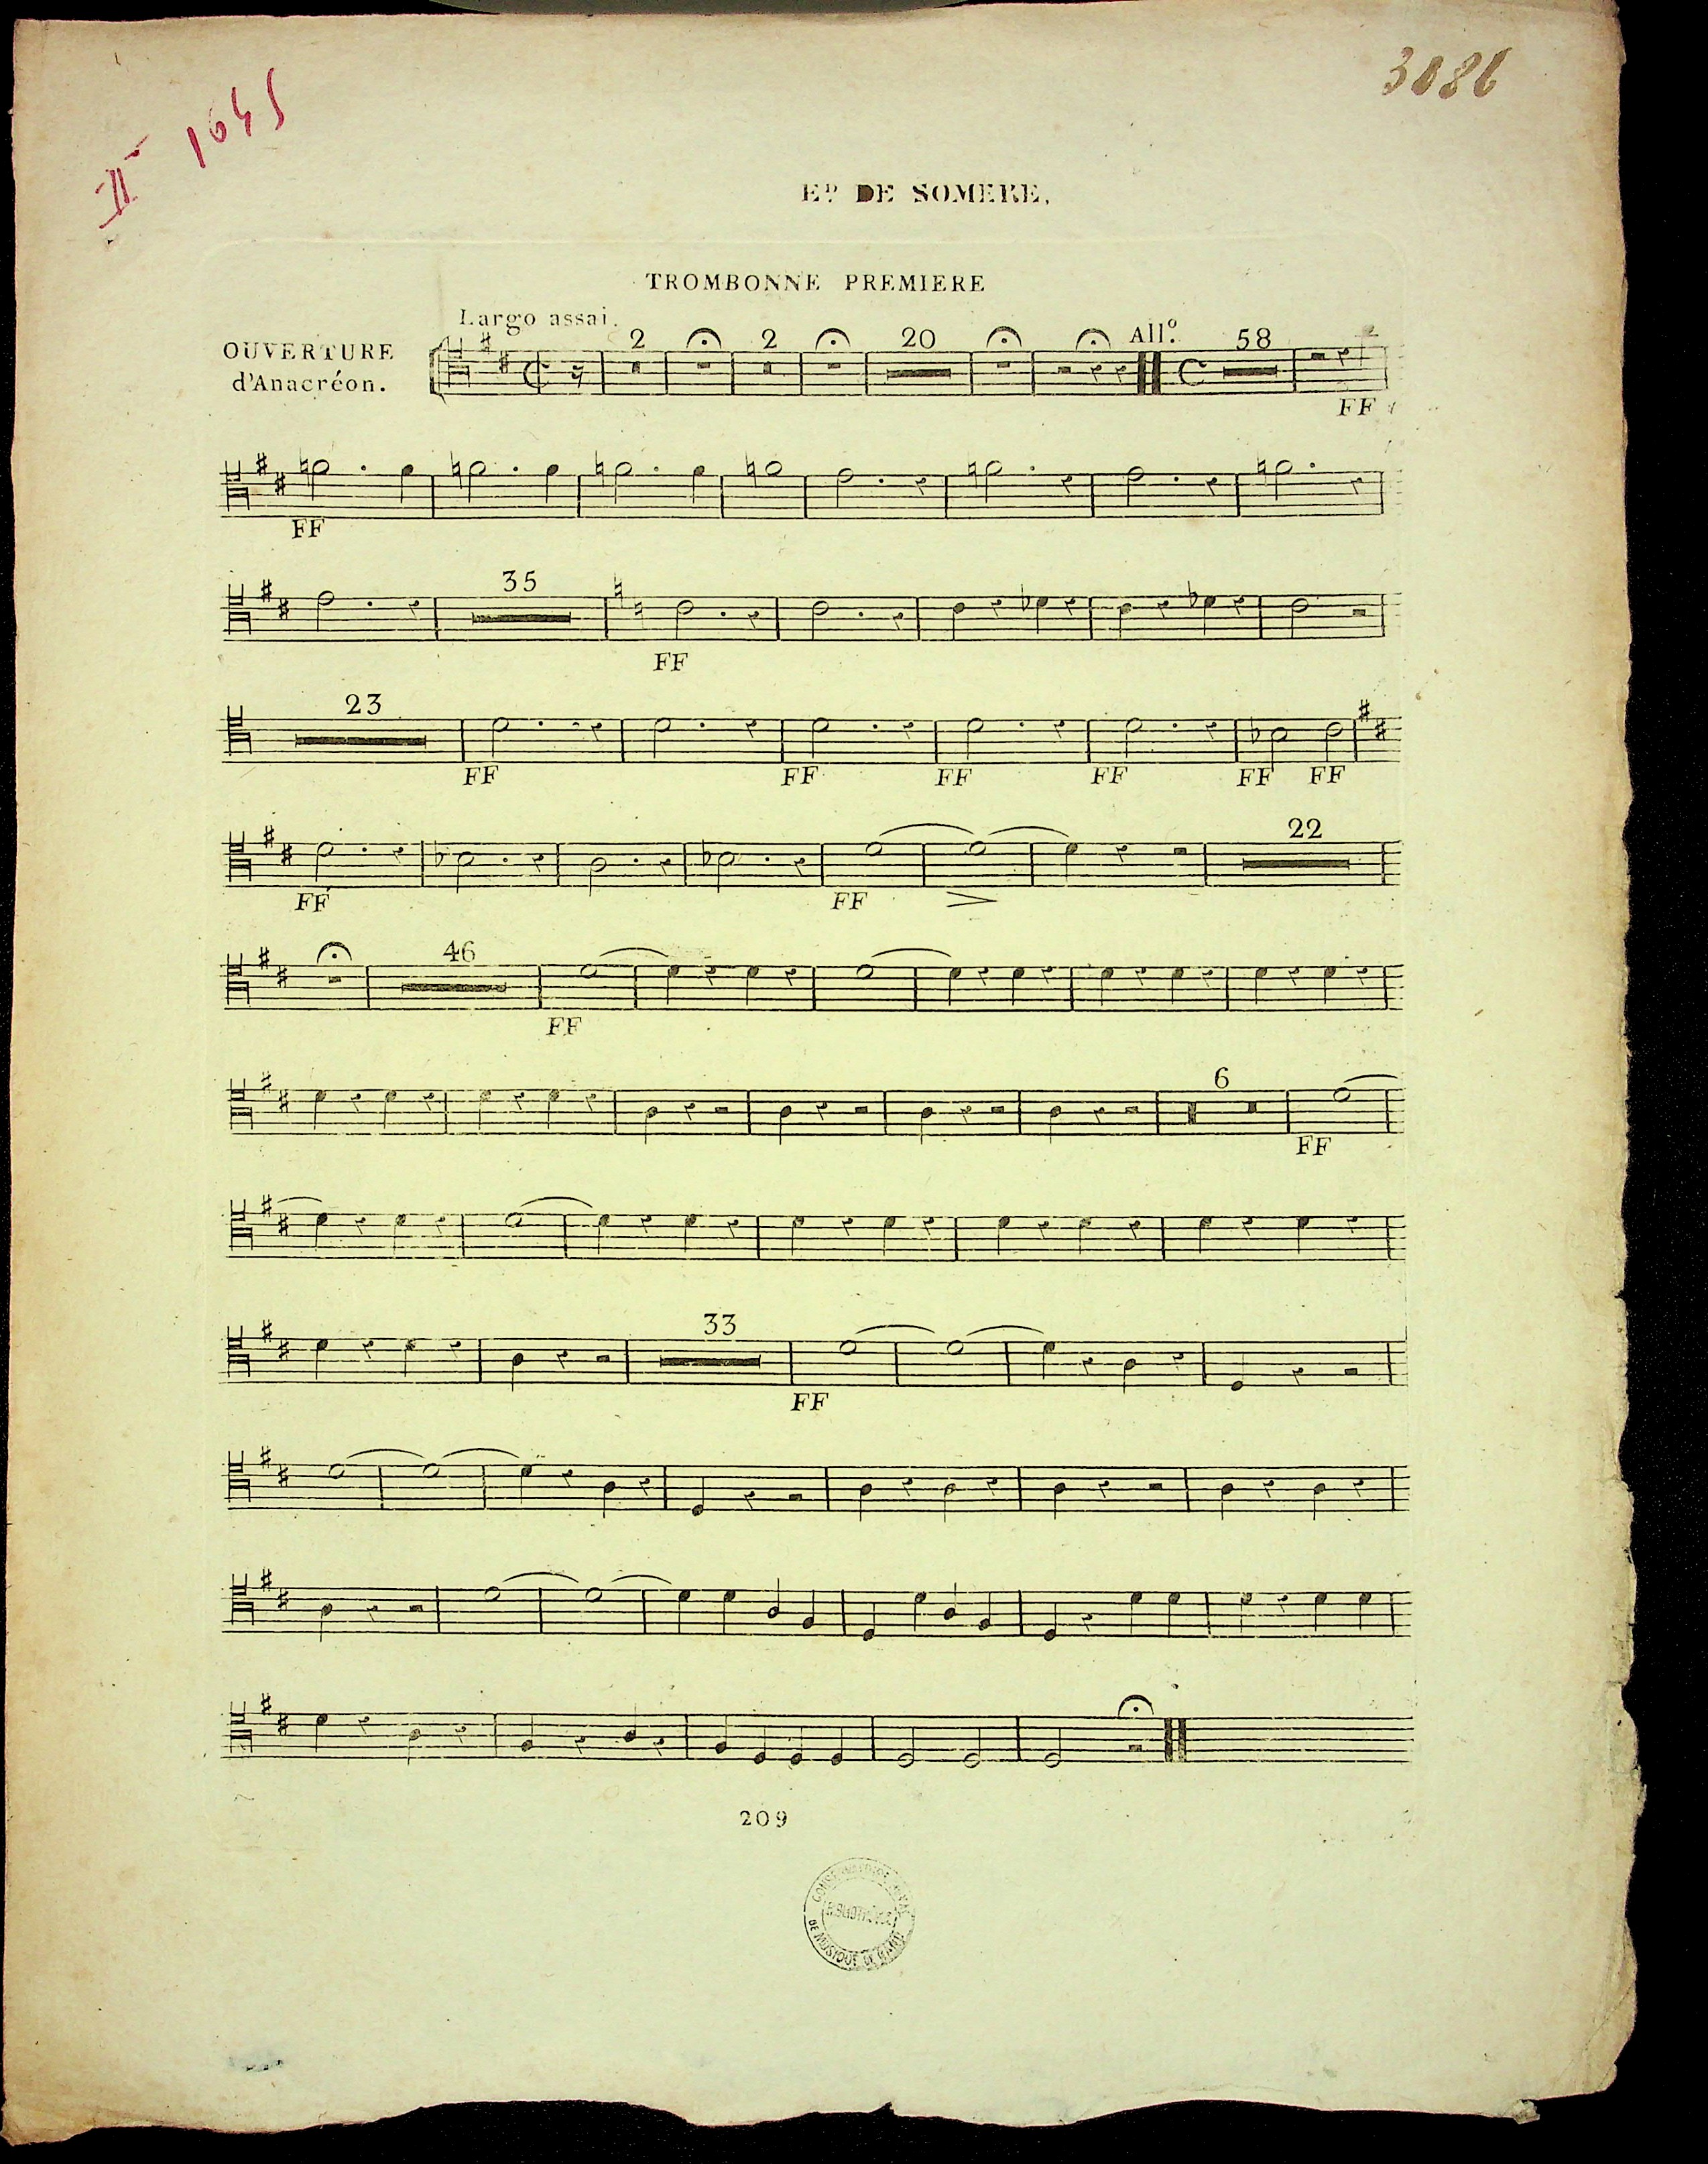 II 1645
3086
ED DE SOMERE.
TROMBONNE PREMIERE
Largo assai.
OUVERTURE
d'Anacréon.
2 2 20 All⁰. 58
FF
FF
35
FF
23
FF FF FF FF FF FF
22
FF FF
46
FF
6
FF
33
FF
209
CONSERVATOIRE ROYAL
BIBLIOTHÈQUE
DE MUSIQUE DE GAND